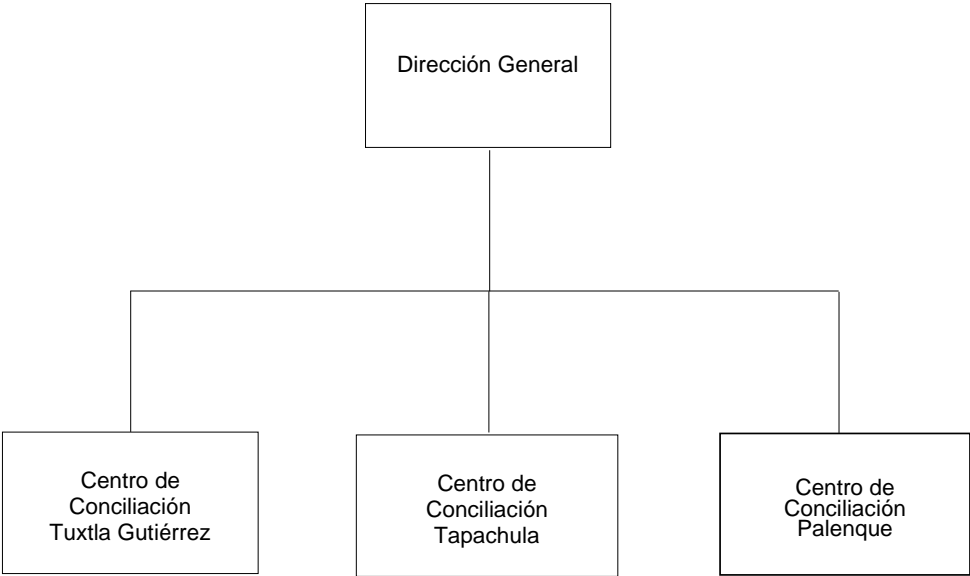 Dirección General
Centro de
Conciliación
Tuxtla Gutiérrez
Centro de
Conciliación
Tapachula
Centro de
Conciliación
Palenque